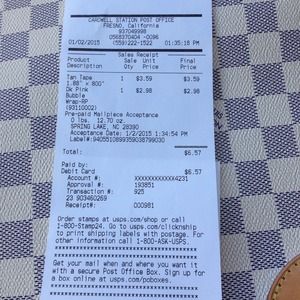 CARDWELL STATION POST OFFICE
FRESNO, California
937049998
0568370404 -0096
01/02/2015 (559)222-1522 01:35:18 PM
Sales Receipt
Product Sale Unit Final
Description Qty Price Price
Tan Tape 1 $3.59 $3.59
1.88" x 800"
Dk Pink 1 $2.98 $2.98
Bubble
Wrap-RP
(93110002)
Pre-paid Mailpiece Acceptance
0 lbs. 12.70 oz.
SPRING LAKE, NC 28390
Acceptance Date: 1/2/2015 1:34:54 PM
Label#:9405510899359038799030
Total: $6.57
Paid by:
Debit Card $6.57
Account #: XXXXXXXXXXXX4231
Approval #: 193851
Transaction #: 925
23 903460269
Receipt#: 000981
Order stamps at usps.com/shop or call
1-800-Stamp24. Go to usps.com/clicknship
to print shipping labels with postage. For
other information call 1-800-ASK-USPS.
Get your mail when and where you want it
with a secure Post Office Box. Sign up for
a box online at usps.com/poboxes.